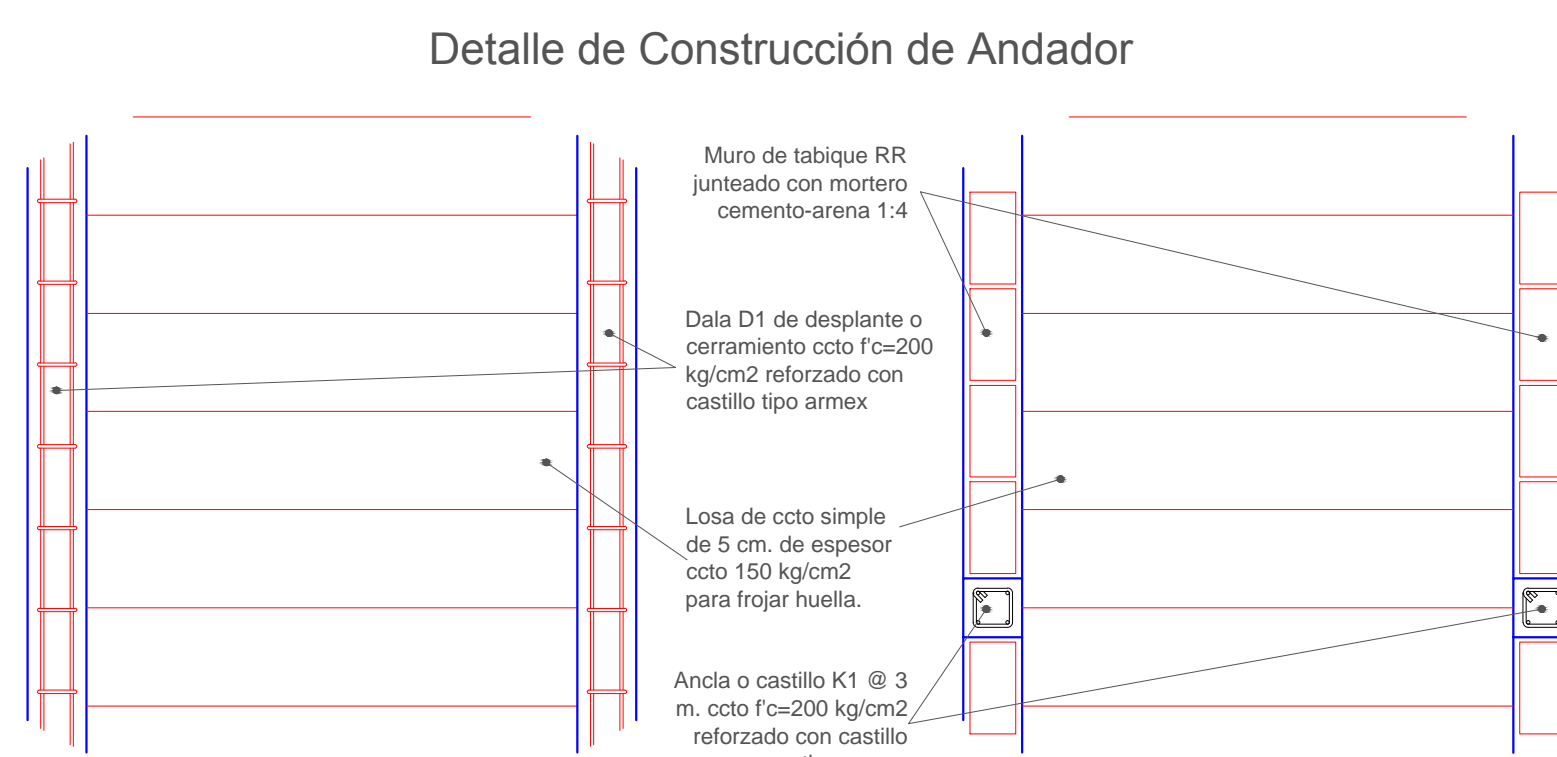 Detalle de Construcción de Andador
Muro de tabique RR
junteado con mortero
cemento-arena 1:4
Dala D1 de desplante o
cerramiento ccto f'c=200
kg/cm2 reforzado con
castillo tipo armex
Losa de ccto simple
de 5 cm. de espesor
ccto 150 kg/cm2
para frojar huella.
Ancla o castillo K1 @ 3
m. ccto f'c=200 kg/cm2
reforzado con castillo